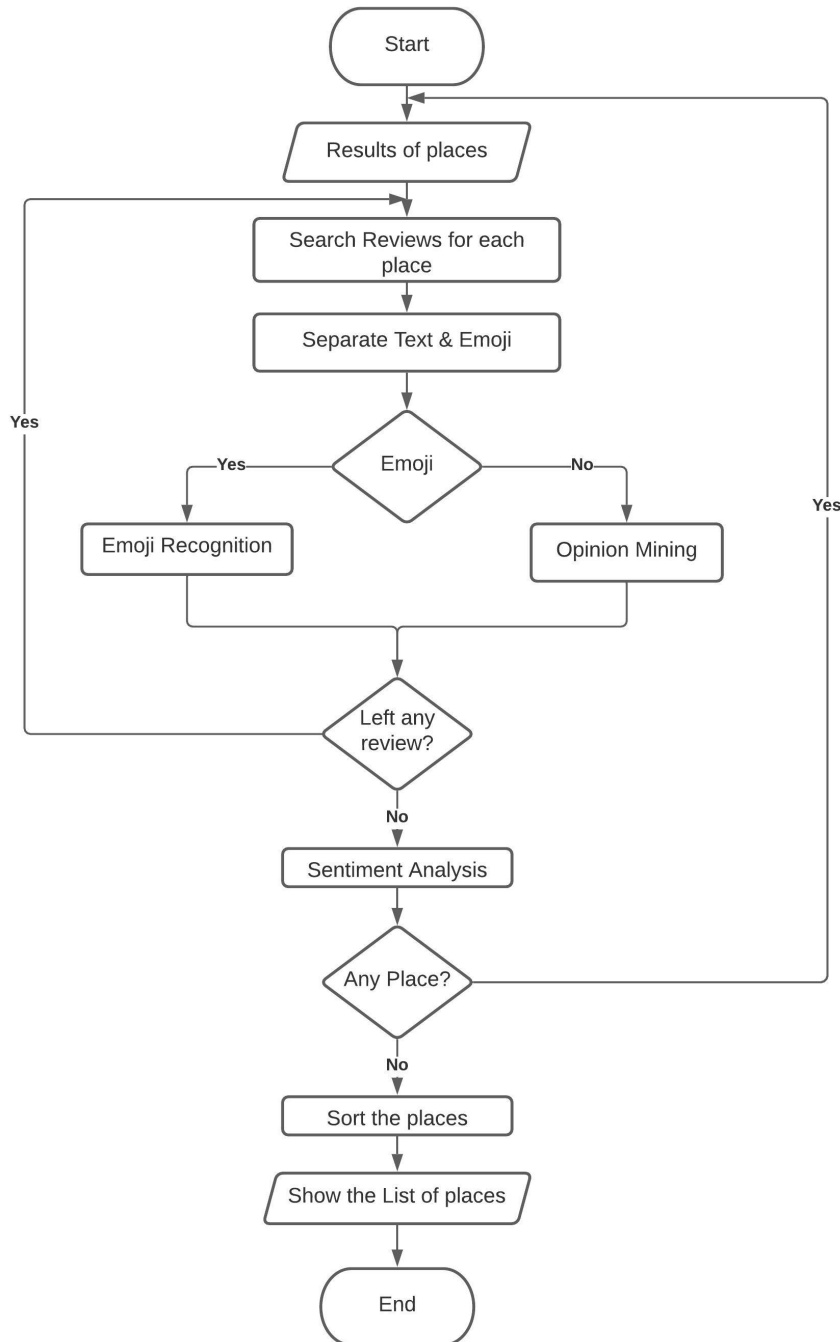 Start
Results of places
Search Reviews for each
place
Separate Text & Emoji
Yes
Emoji
Yes
No
Yes
Emoji Recognition
Opinion Mining
Left any
review?
No
Sentiment Analysis
Any Place?
No
Sort the places
Show the List of places
End